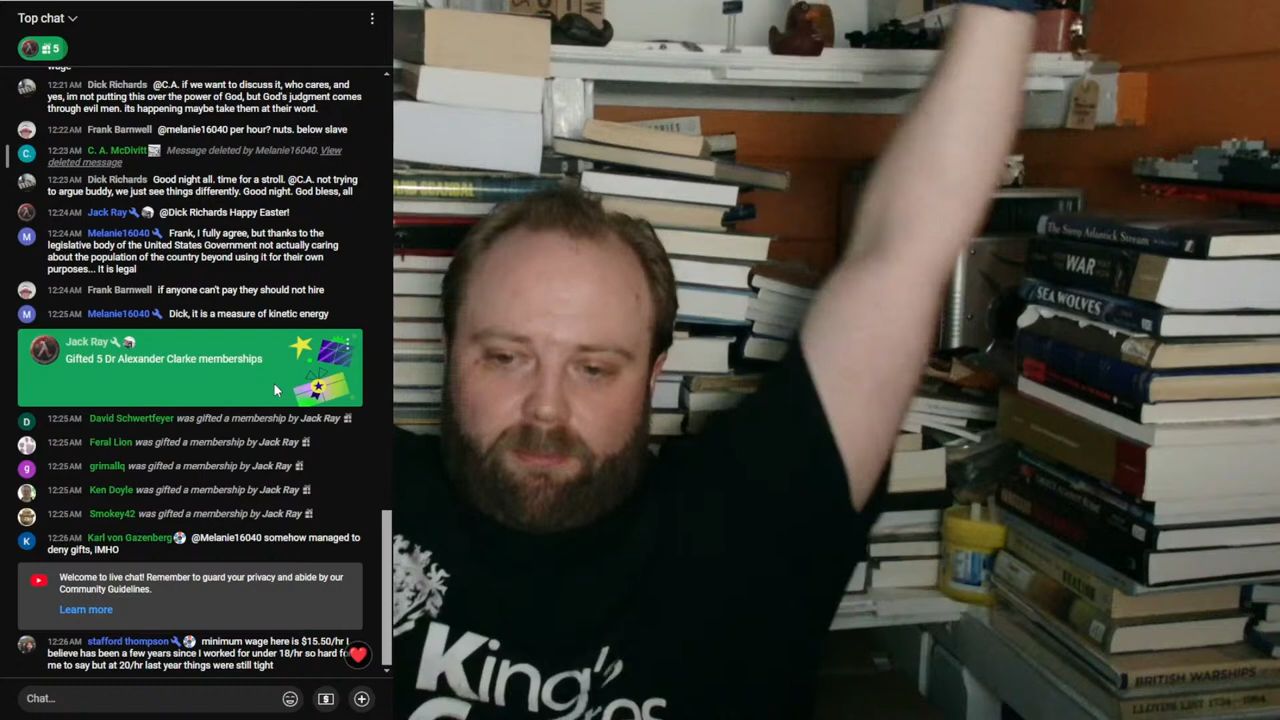 Top chat
5
wage
12:21 AM Dick Richards @C.A. if we want to discuss it, who cares, and
yes, im not putting this over the power of God, but God's judgment comes
through evil men. its happening maybe take them at their word.
12:22 AM Frank Barnwell @melanie16040 per hour? nuts. below slave
12:23 AM C. A. McDivitt Message deleted by Melanie16040. View
deleted message
12:23 AM Dick Richards Good night all, time for a stroll. @C.A. not trying
to argue buddy, we just see things differently. Good night. God bless, all
12:24 AM Jack Ray @Dick Richards Happy Easter!
12:24 AM Melanie16040 Frank, I fully agree, but thanks to the
legislative body of the United States Government not actually caring
about the population of the country beyond using it for their own
purposes... It is legal
12:24 AM Frank Barnwell if anyone can't pay they should not hire
12:25 AM Melanie16040 Dick, it is a measure of kinetic energy
Jack Ray
Gifted 5 Dr Alexander Clarke memberships
12:25 AM David Schwertfeyer was gifted a membership by Jack Ray
12:25 AM Feral Lion was gifted a membership by Jack Ray
12:25 AM grimallq was gifted a membership by Jack Ray
12:25 AM Ken Doyle was gifted a membership by Jack Ray
12:25 AM Smokey42 was gifted a membership by Jack Ray
12:26 AM Karl von Gazenberg @Melanie16040 somehow managed to
deny gifts, IMHO
Welcome to live chat! Remember to guard your privacy and abide by our
Community Guidelines.
Learn more
12:26 AM stafford thompson minimum wage here is $15.50/hr I
believe has been a few years since I worked for under 18/hr so hard for
me to say but at 20/hr last year things were still tight
Chat...
The Steep Atlantick Stream
WAR
SEA WOLVES
BRITISH WARSHIPS
LLOYD'S LIST 1734 - 1984
King's